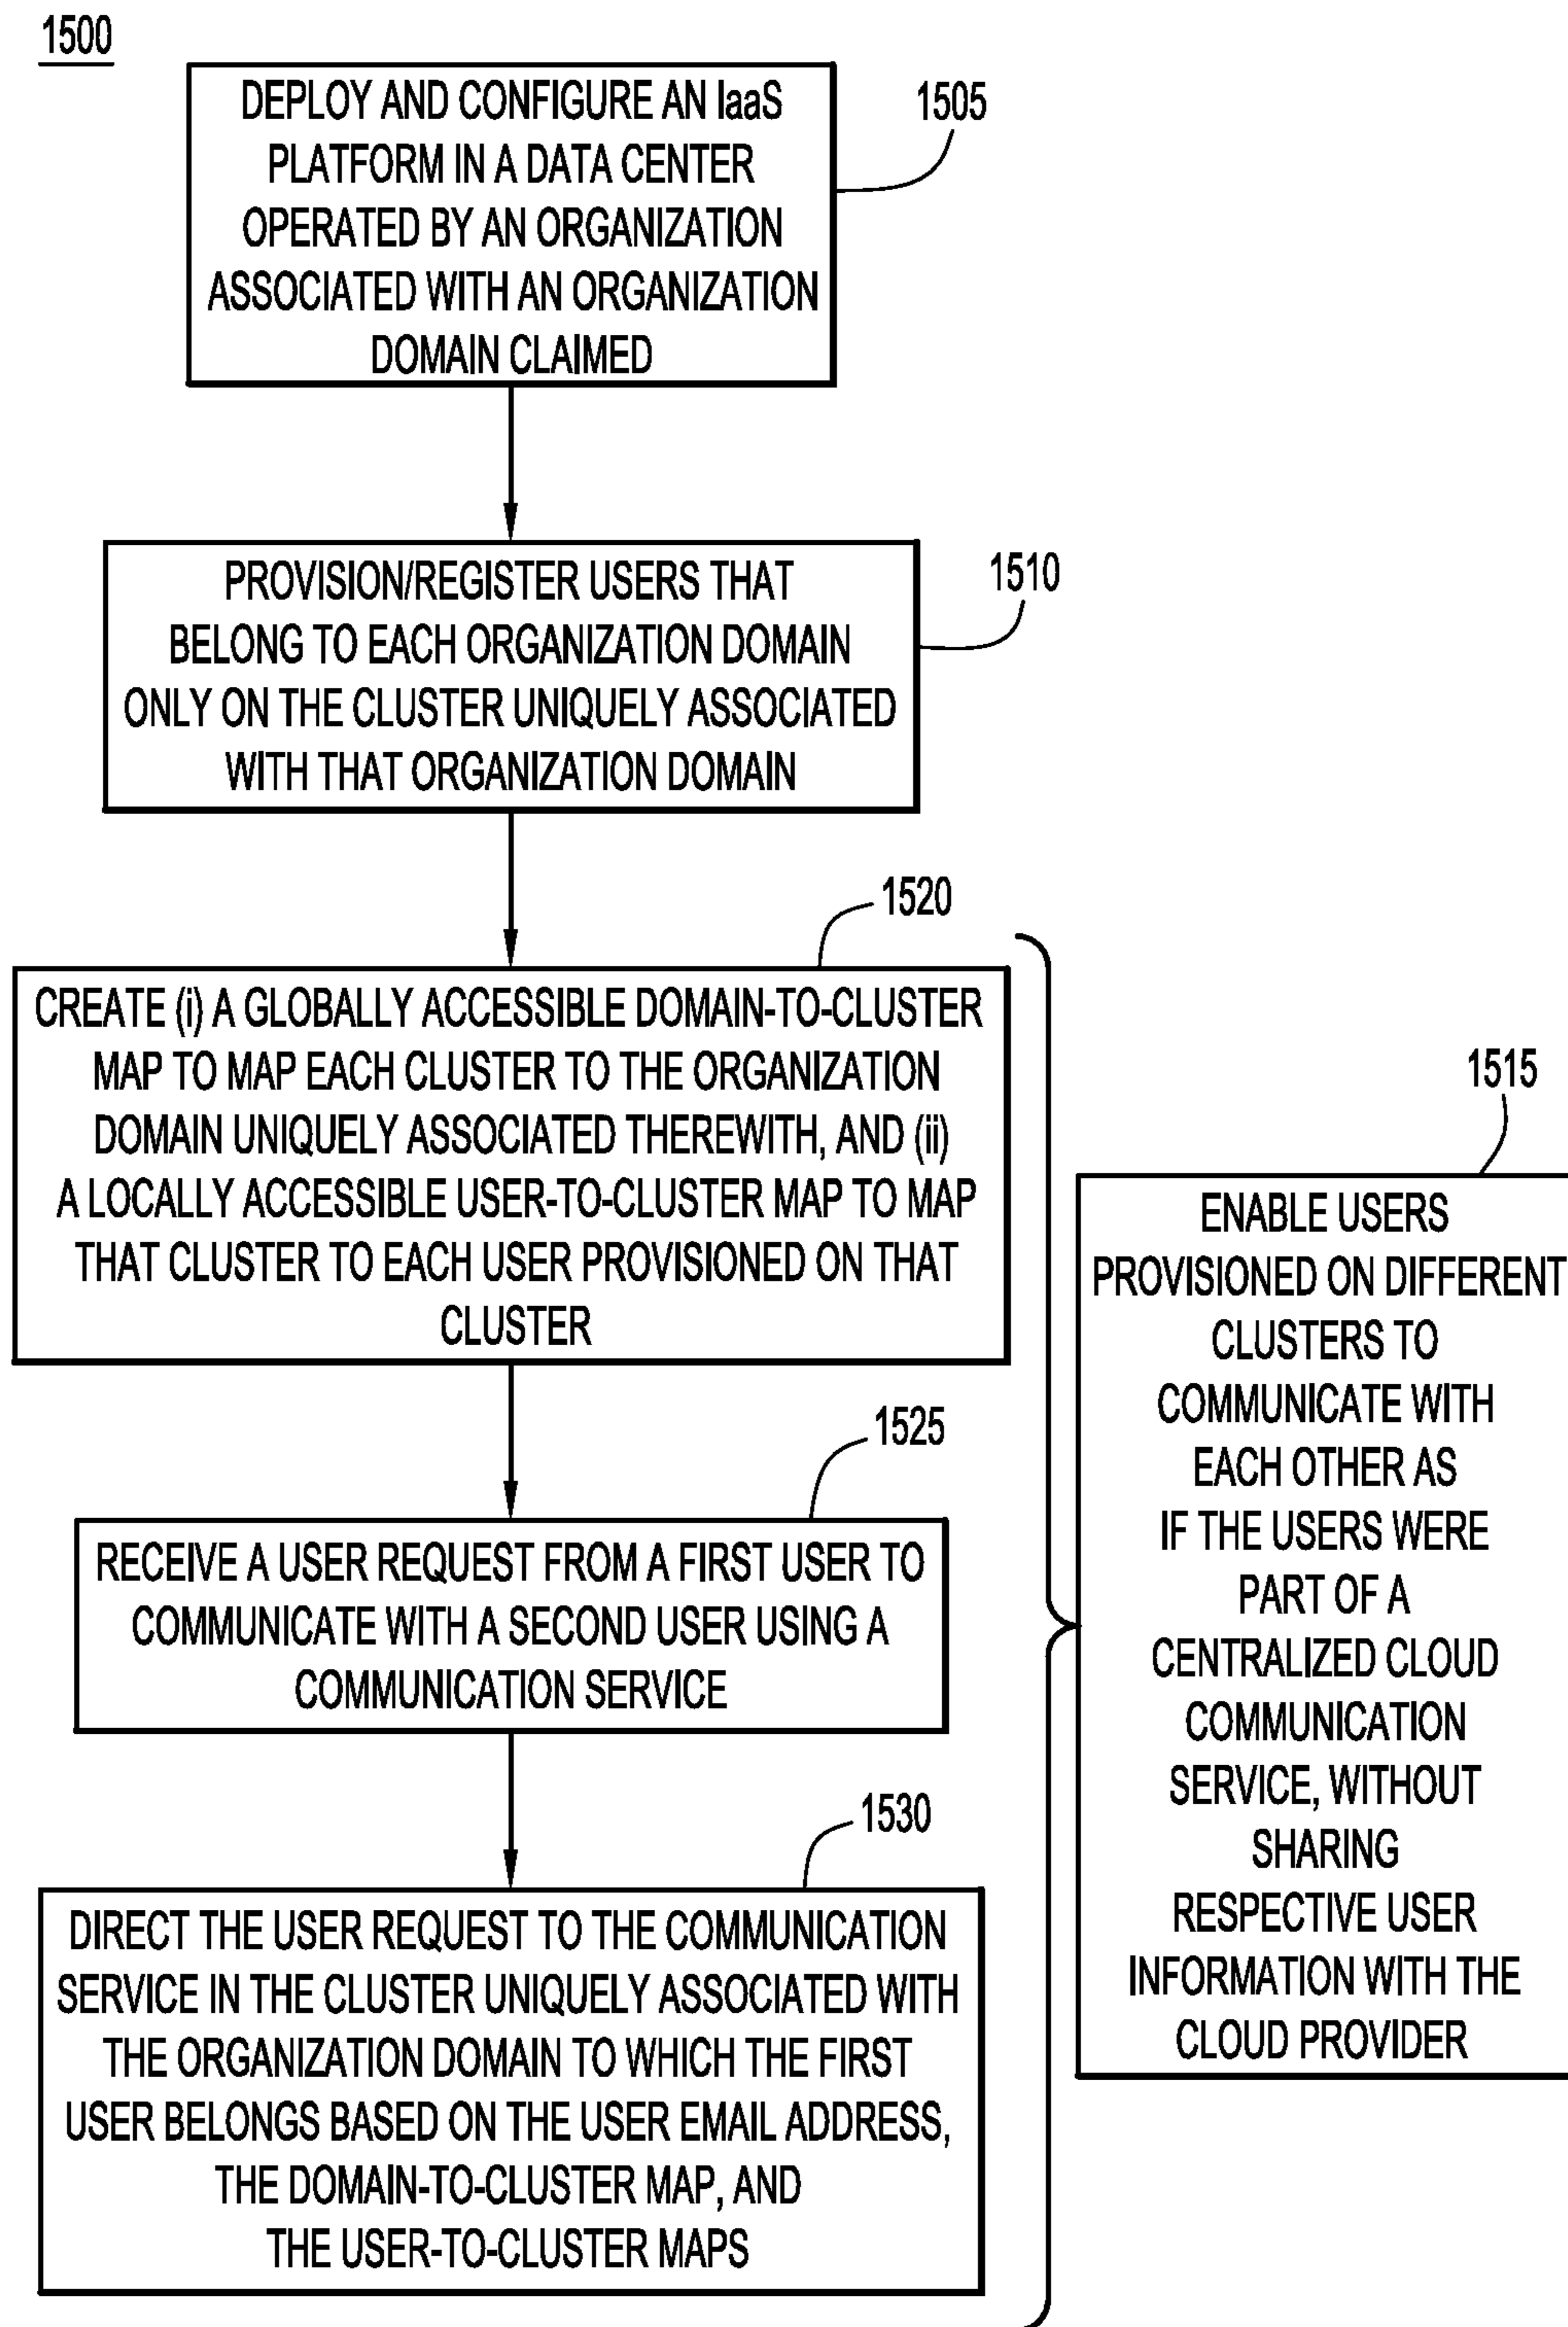 1500
DEPLOY AND CONFIGURE AN IaaS
PLATFORM IN A DATA CENTER
OPERATED BY AN ORGANIZATION
ASSOCIATED WITH AN ORGANIZATION
DOMAIN CLAIMED
1505
PROVISION/REGISTER USERS THAT
BELONG TO EACH ORGANIZATION DOMAIN
ONLY ON THE CLUSTER UNIQUELY ASSOCIATED
WITH THAT ORGANIZATION DOMAIN
1510
1520
CREATE (i) A GLOBALLY ACCESSIBLE DOMAIN-TO-CLUSTER
MAP TO MAP EACH CLUSTER TO THE ORGANIZATION
DOMAIN UNIQUELY ASSOCIATED THEREWITH, AND (ii)
A LOCALLY ACCESSIBLE USER-TO-CLUSTER MAP TO MAP
THAT CLUSTER TO EACH USER PROVISIONED ON THAT
CLUSTER
1525
RECEIVE A USER REQUEST FROM A FIRST USER TO
COMMUNICATE WITH A SECOND USER USING A
COMMUNICATION SERVICE
1530
DIRECT THE USER REQUEST TO THE COMMUNICATION
SERVICE IN THE CLUSTER UNIQUELY ASSOCIATED WITH
THE ORGANIZATION DOMAIN TO WHICH THE FIRST
USER BELONGS BASED ON THE USER EMAIL ADDRESS,
THE DOMAIN-TO-CLUSTER MAP, AND
THE USER-TO-CLUSTER MAPS
1515
ENABLE USERS
PROVISIONED ON DIFFERENT
CLUSTERS TO
COMMUNICATE WITH
EACH OTHER AS
IF THE USERS WERE
PART OF A
CENTRALIZED CLOUD
COMMUNICATION
SERVICE, WITHOUT
SHARING
RESPECTIVE USER
INFORMATION WITH THE
CLOUD PROVIDER